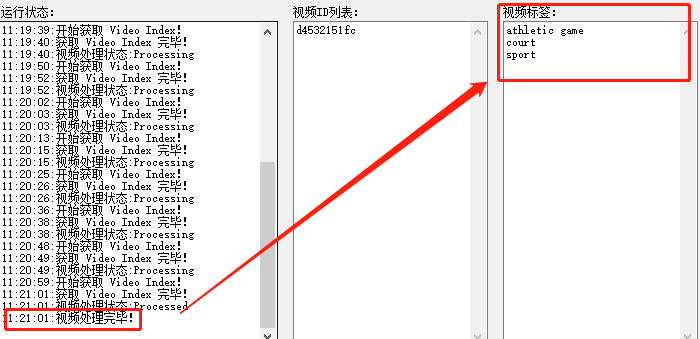 运行状态:
11:19:39:开始获取 Video Index!
11:19:40:获取 Video Index 完毕!
11:19:40:视频处理状态:Processing
11:19:50:开始获取 Video Index!
11:19:52:获取 Video Index 完毕!
11:19:52:视频处理状态:Processing
11:20:02:开始获取 Video Index!
11:20:03:获取 Video Index 完毕!
11:20:03:视频处理状态:Processing
11:20:13:开始获取 Video Index!
11:20:15:获取 Video Index 完毕!
11:20:15:视频处理状态:Processing
11:20:25:开始获取 Video Index!
11:20:26:获取 Video Index 完毕!
11:20:26:视频处理状态:Processing
11:20:36:开始获取 Video Index!
11:20:38:获取 Video Index 完毕!
11:20:38:视频处理状态:Processing
11:20:48:开始获取 Video Index!
11:20:49:获取 Video Index 完毕!
11:20:49:视频处理状态:Processing
11:20:59:开始获取 Video Index!
11:21:01:获取 Video Index 完毕!
11:21:01:视频处理状态:Processed
11:21:01:视频处理完毕!
视频ID列表:
d4532151fc
视频标签:
athletic game
court
sport